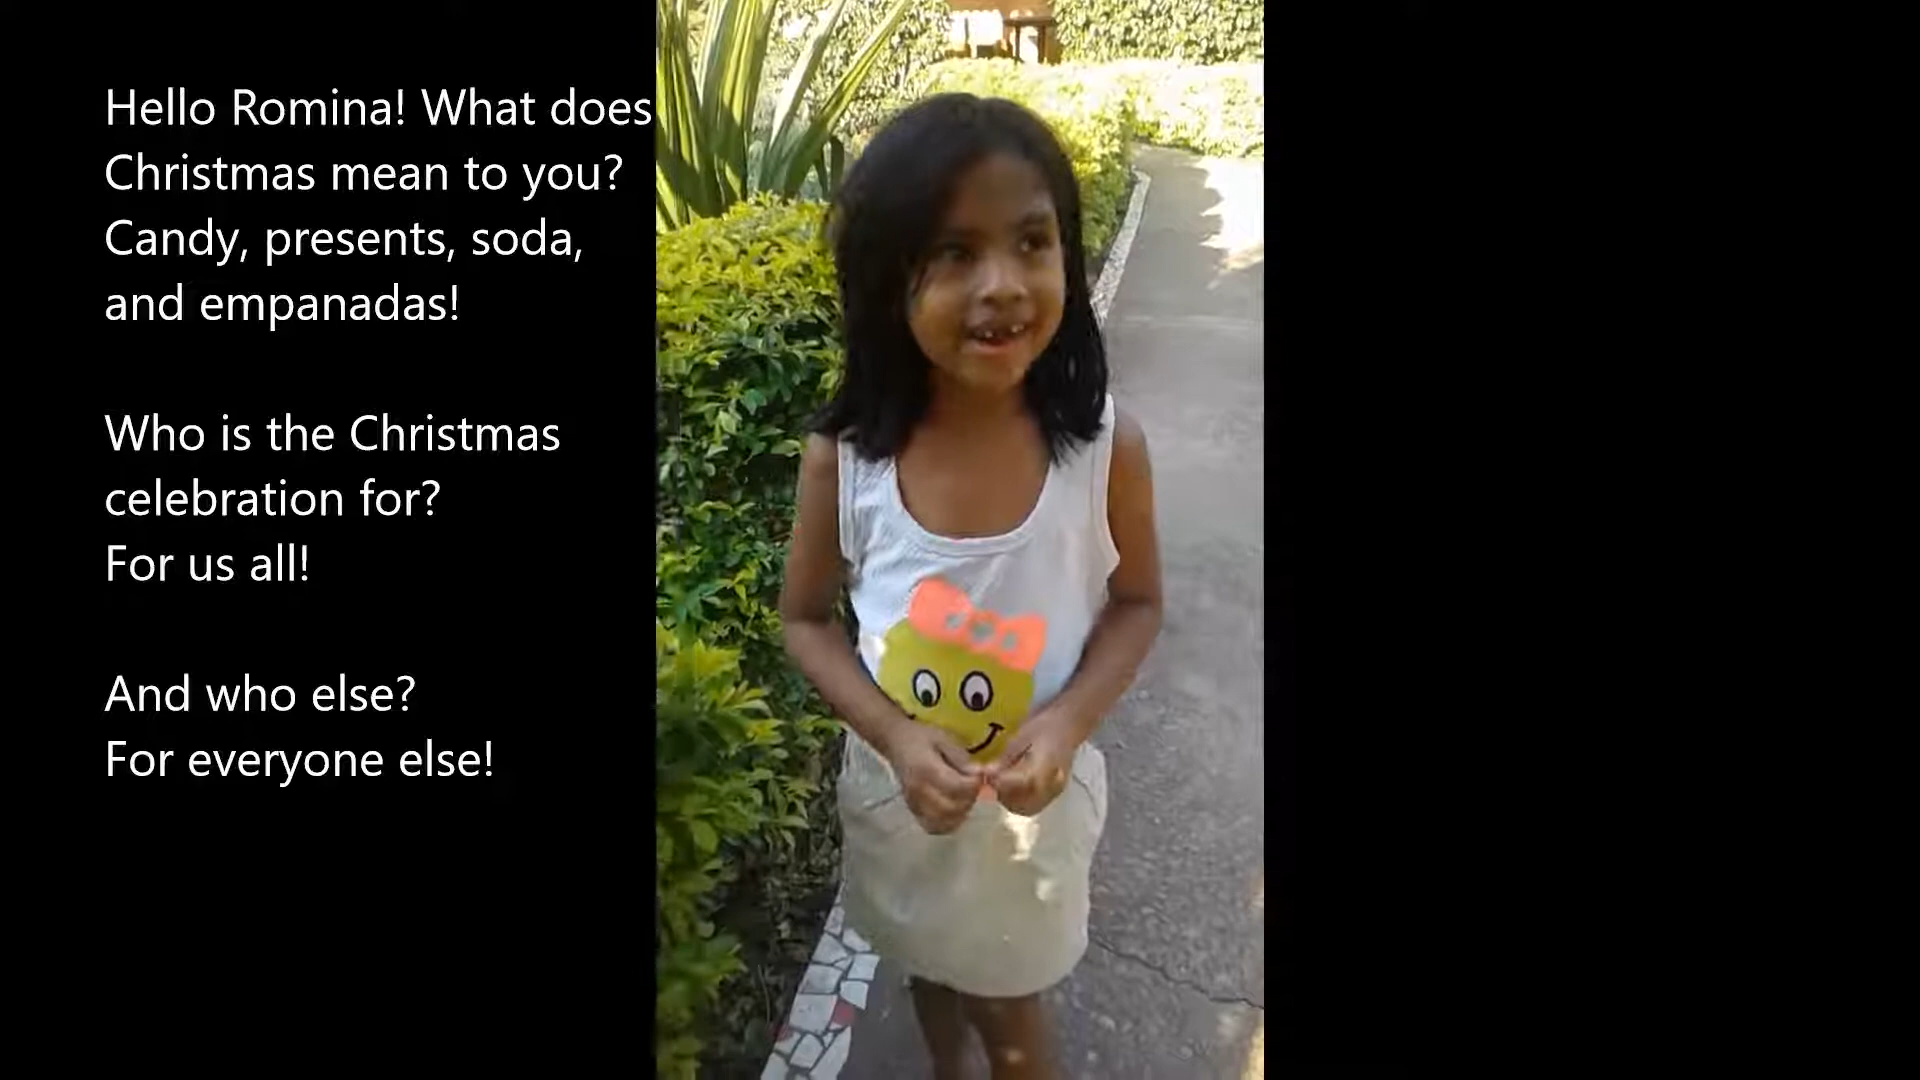 Hello Romina! What does
Christmas mean to you?
Candy, presents, soda,
and empanadas!
Who is the Christmas
celebration for?
For us all!
And who else?
For everyone else!